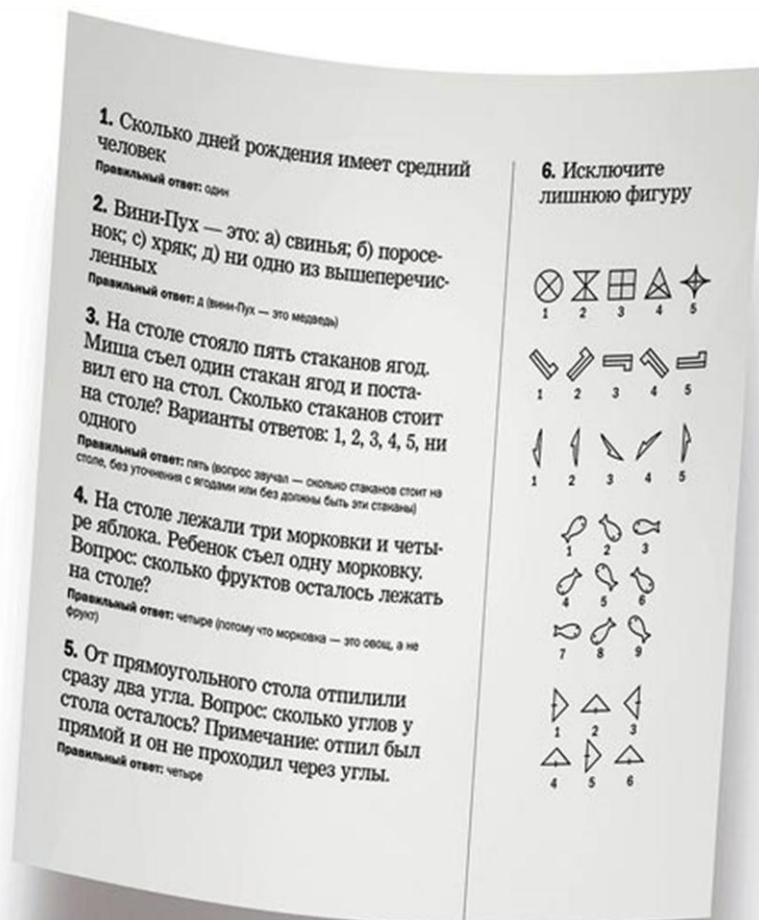 1. Сколько дней рождения имеет средний
человек
Правильный ответ: один
2. Вини-Пух — это: а) свинья; б) поросе-
нок; с) хряк; д) ни одно из вышеперечис-
ленных
Правильный ответ: д (вини-Пух — это медведь)
3. На столе стояло пять стаканов ягод.
Миша съел один стакан ягод и поста-
вил его на стол. Сколько стаканов стоит
на столе? Варианты ответов: 1, 2, 3, 4, 5, ни
одного
Правильный ответ: пять (вопрос звучал — сколько стаканов стоит на
столе, без уточнения с ягодами или без должны быть эти стаканы)
4. На столе лежали три морковки и четы-
ре яблока. Ребенок съел одну морковку.
Вопрос: сколько фруктов осталось лежать
на столе?
Правильный ответ: четыре (потому что морковка — это овощ, а не
фрукт)
5. От прямоугольного стола отпилили
сразу два угла. Вопрос: сколько углов у
стола осталось? Примечание: отпил был
прямой и он не проходил через углы.
Правильный ответ: четыре
6. Исключите
лишнюю фигуру
1 2 3 4 5
1 2 3 4 5
1 2 3 4 5
1 2 3
4 5 6
7 8 9
1 2 3
4 5 6